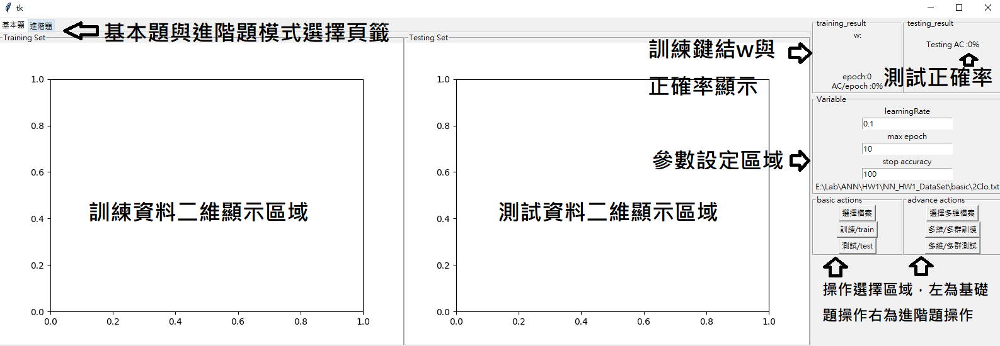 tk
基本題 進階題
基本題與進階題模式選擇頁籤
Training Set
1.0
0.8
0.6
0.4
0.2
0.0
0.0 0.2 0.4 0.6 0.8 1.0
訓練資料二維顯示區域
Testing Set
1.0
0.8
0.6
0.4
0.2
0.0
0.0 0.2 0.4 0.6 0.8 1.0
測試資料二維顯示區域
訓練鍵結w與
正確率顯示
參數設定區域
training_result
w:
epoch:0
AC/epoch :0%
testing_result
Testing AC :0%
測試正確率
Variable
learningRate
0.1
max epoch
10
stop accuracy
100
E:\Lab\ANN\HW1\NN_HW1_DataSet\basic\2Clo.txt
basic actions
選擇檔案
訓練/train
測試/test
advance actions
選擇多維檔案
多維/多群訓練
多維/多群測試
操作選擇區域，左為基礎
題操作右為進階題操作